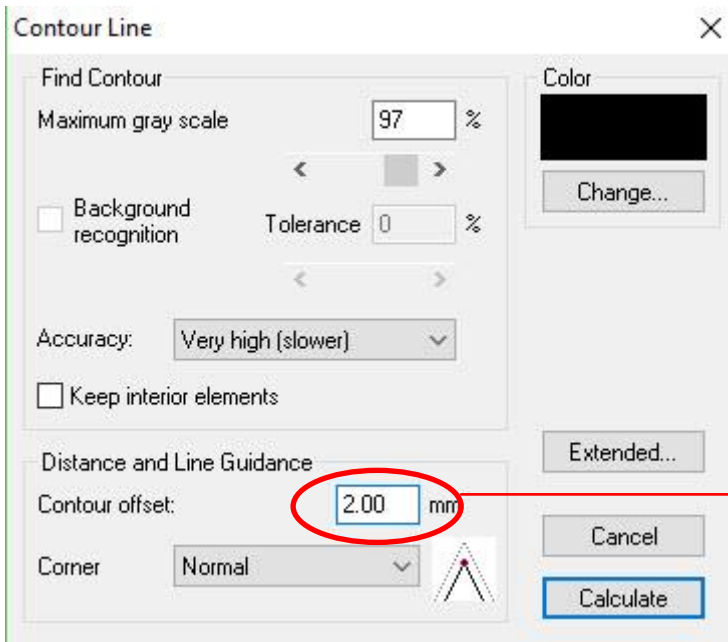 Contour Line
Find Contour
Maximum gray scale 97 %
Background
recognition
Tolerance 0 %
Accuracy: Very high (slower)
Keep interior elements
Distance and Line Guidance
Contour offset: 2.00 mm
Corner Normal
Color
Change...
Extended...
Cancel
Calculate